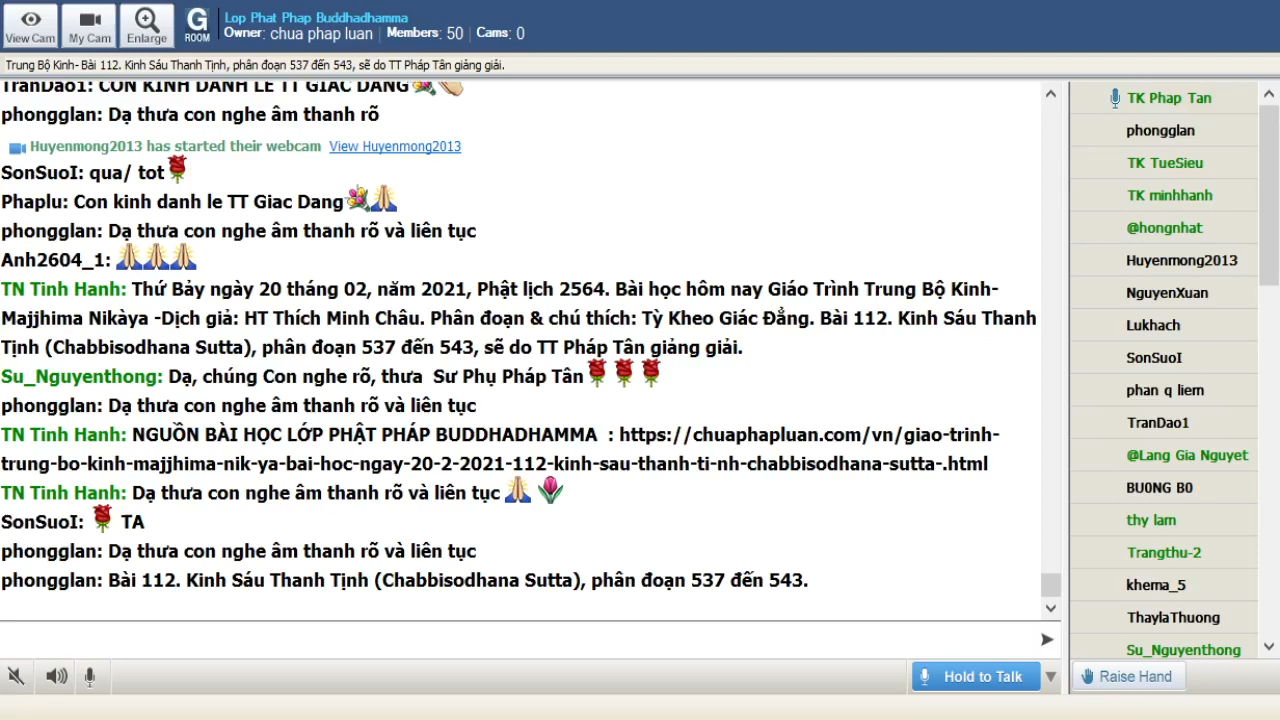 View Cam
My Cam
Enlarge
G
ROOM
Lop Phat Phap Buddhadhamma
Owner: chua phap luan Members: 50 Cams: 0
Trung Bộ Kinh- Bài 112. Kinh Sáu Thanh Tịnh, phân đoạn 537 đến 543, sẽ do TT Pháp Tân giảng giải.
TranDao1: CON KINH DANH LE TT GIAC DANG
phongglan: Dạ thưa con nghe âm thanh rõ
Huyenmong2013 has started their webcam View Huyenmong2013
SonSuoI: qua/ tot
Phaplu: Con kinh danh le TT Giac Dang
phongglan: Dạ thưa con nghe âm thanh rõ và liên tục
Anh2604_1:
TN Tinh Hanh: Thứ Bảy ngày 20 tháng 02, năm 2021, Phật lịch 2564. Bài học hôm nay Giáo Trình Trung Bộ Kinh-
Majjhima Nikàya -Dịch giả: HT Thích Minh Châu. Phân đoạn & chú thích: Tỳ Kheo Giác Đẳng. Bài 112. Kinh Sáu Thanh
Tịnh (Chabbisodhana Sutta), phân đoạn 537 đến 543, sẽ do TT Pháp Tân giảng giải.
Su_Nguyenthong: Dạ, chúng Con nghe rõ, thưa Sư Phụ Pháp Tân
phongglan: Dạ thưa con nghe âm thanh rõ và liên tục
TN Tinh Hanh: NGUỒN BÀI HỌC LỚP PHẬT PHÁP BUDDHADHAMMA : https://chuaphapluan.com/vn/giao-trinh-
trung-bo-kinh-majjhima-nik-ya-bai-hoc-ngay-20-2-2021-112-kinh-sau-thanh-ti-nh-chabbisodhana-sutta-.html
TN Tinh Hanh: Dạ thưa con nghe âm thanh rõ và liên tục
SonSuoI: TA
phongglan: Dạ thưa con nghe âm thanh rõ và liên tục
phongglan: Bài 112. Kinh Sáu Thanh Tịnh (Chabbisodhana Sutta), phân đoạn 537 đến 543.
Hold to Talk
TK Phap Tan
phongglan
TK TueSieu
TK minhhanh
@hongnhat
Huyenmong2013
NguyenXuan
Lukhach
SonSuoI
phan q liem
TranDao1
@Lang Gia Nguyet
BU0NG B0
thy lam
Trangthu-2
khema_5
ThaylaThuong
Su_Nguyenthong
Raise Hand